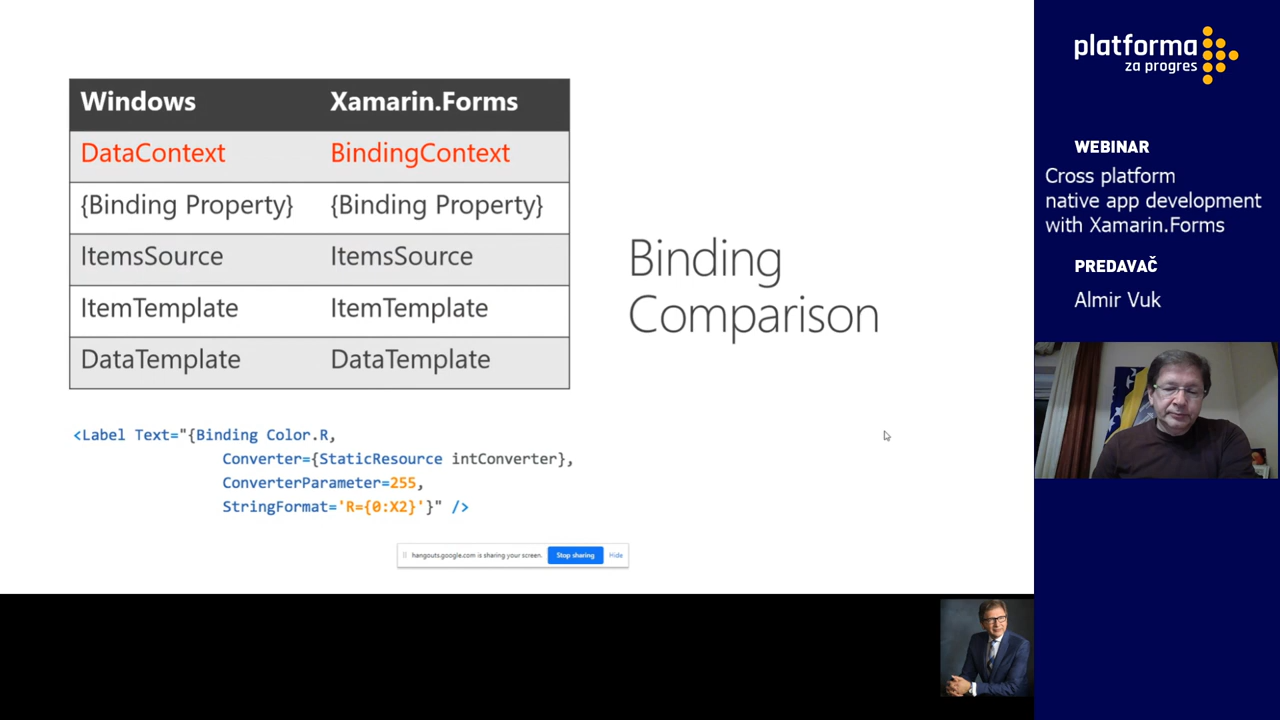 Windows Xamarin.Forms
DataContext BindingContext
{Binding Property} {Binding Property}
ItemsSource ItemsSource
ItemTemplate ItemTemplate
DataTemplate DataTemplate
Binding
Comparison
<Label Text="{Binding Color.R,
Converter={StaticResource intConverter},
ConverterParameter=255,
StringFormat='R={0:X2}'}" />
hangouts.google.com is sharing your screen. Stop sharing Hide
platforma
za progres
WEBINAR
Cross platform
native app development
with Xamarin.Forms
PREDAVAČ
Almir Vuk